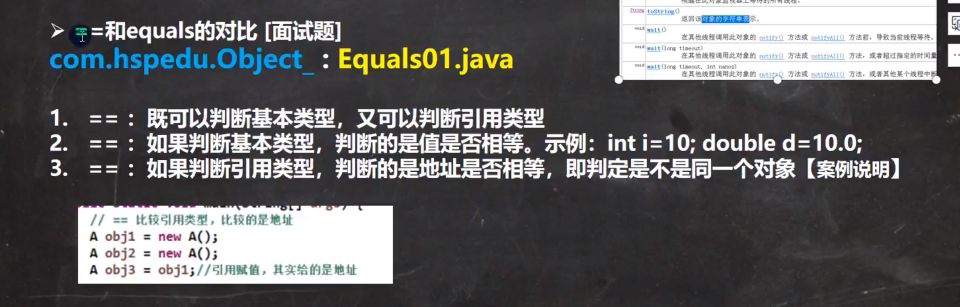 ==和equals的对比 [面试题]
com.hspedu.Object_ : Equals01.java
1. == : 既可以判断基本类型，又可以判断引用类型
2. == : 如果判断基本类型，判断的是值是否相等。示例：int i=10; double d=10.0;
3. == : 如果判断引用类型，判断的是地址是否相等，即判定是不是同一个对象【案例说明】
// == 比较引用类型，比较的是地址
A obj1 = new A();
A obj2 = new A();
A obj3 = obj1;//引用赋值，其实给的是地址
String toString()
返回该对象的字符串表示。
void wait()
在其他线程调用此对象的 notify() 方法或 notifyAll() 方法前，导致当前线程等待。
void wait(long timeout)
在其他线程调用此对象的 notify() 方法或 notifyAll() 方法，或者超过指定的时间量
void wait(long timeout, int nanos)
在其他线程调用此对象的 notify() 方法或 notifyAll() 方法，或者其他某个线程中断